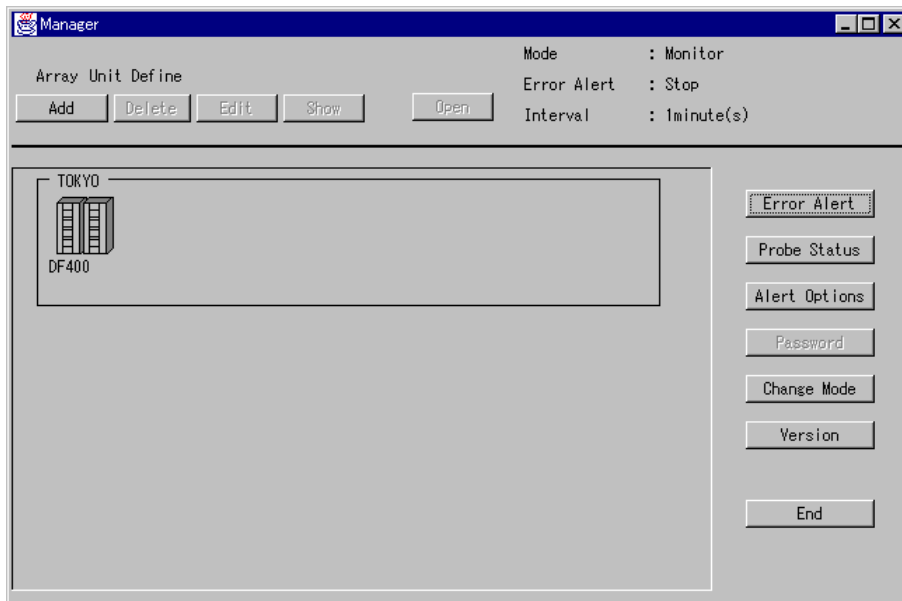 Manager
Array Unit Define
Add Delete Edit Show Open
Mode : Monitor
Error Alert : Stop
Interval : 1minute(s)
TOKYO
DF400
Error Alert
Probe Status
Alert Options
Password
Change Mode
Version
End